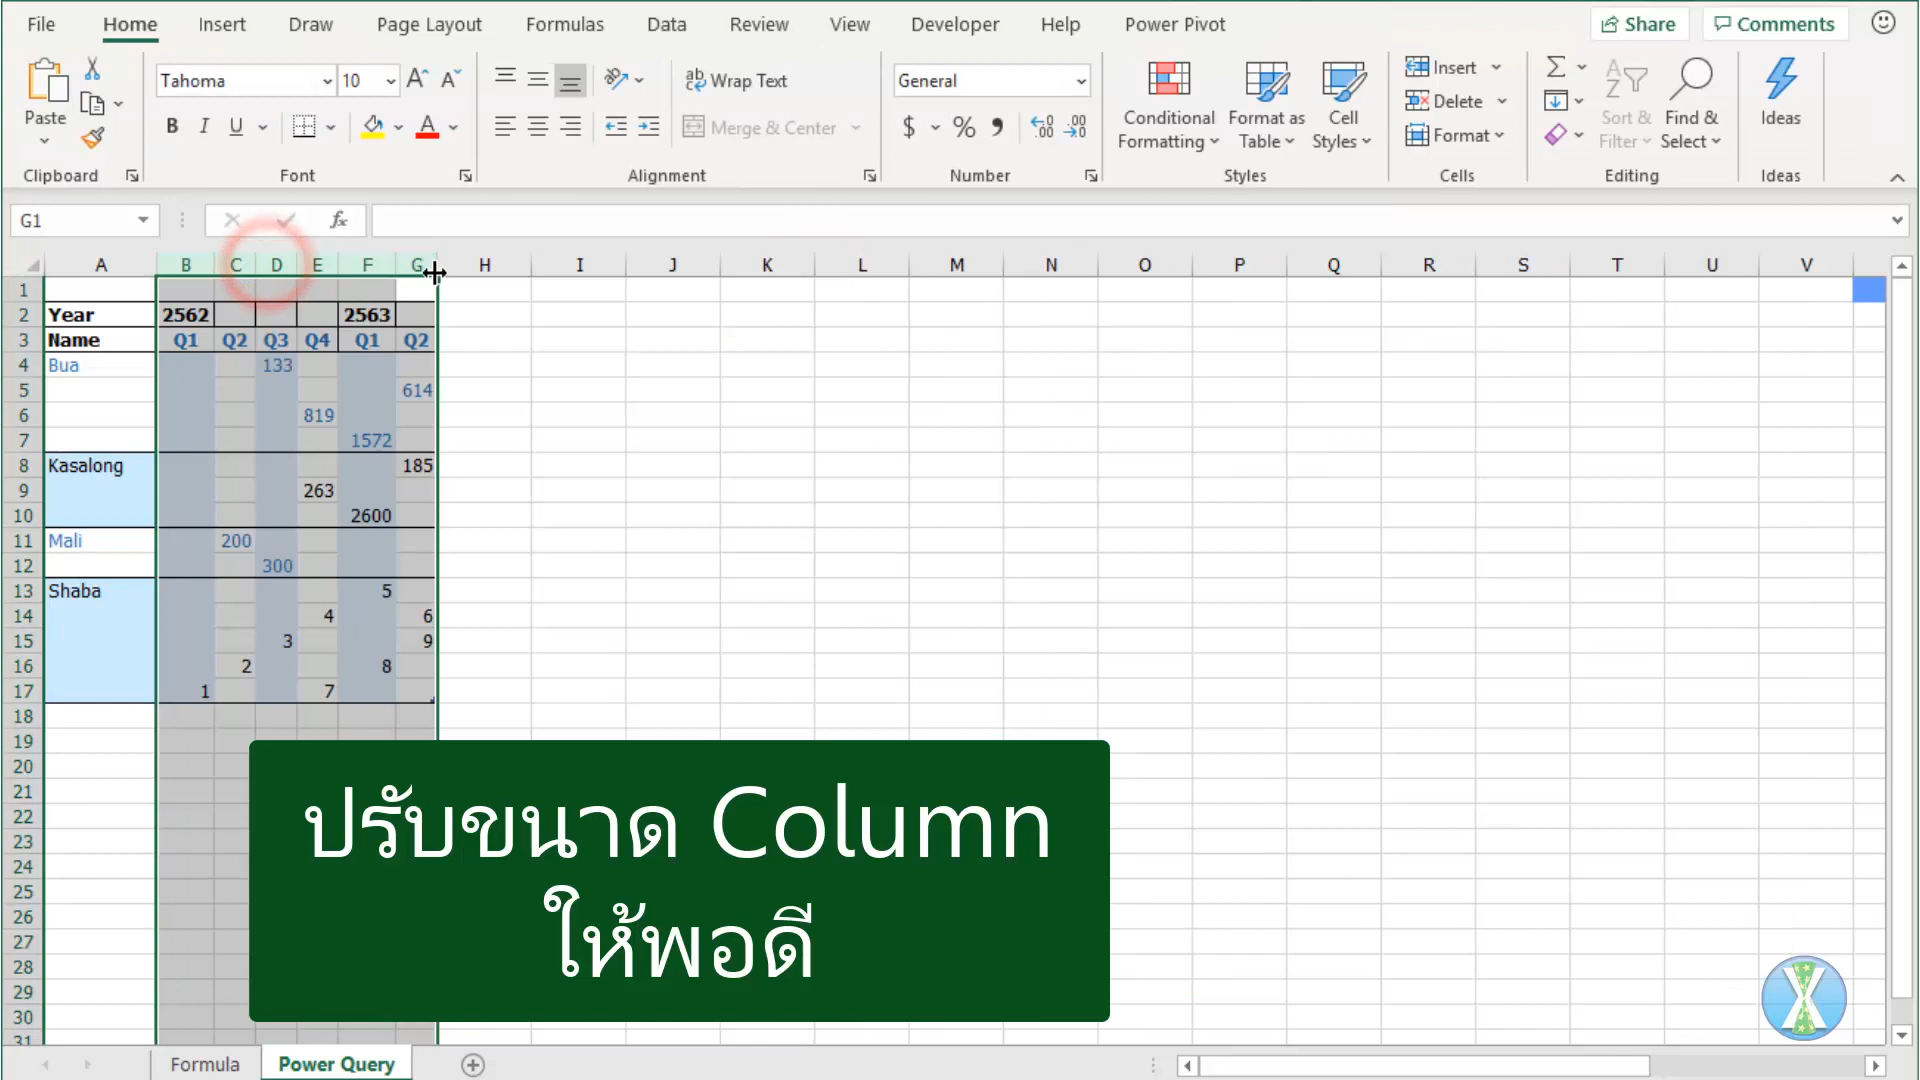 File Home Insert Draw Page Layout Formulas Data Review View Developer Help Power Pivot Share Comments
Paste
Clipboard
Tahoma 10
B I U
Font
Wrap Text
Merge & Center
Alignment
General
$ % ,
Number
Conditional Formatting
Format as Table
Cell Styles
Styles
Insert
Delete
Format
Cells
Sort & Filter
Find & Select
Editing
Ideas
Ideas
G1 fx
A B C D E F G H I J K L M N O P Q R S T U V
1
2 Year 2562 2563
3 Name Q1 Q2 Q3 Q4 Q1 Q2
4 Bua 133
5 614
6 819
7 1572
8 Kasalong 185
9 263
10 2600
11 Mali 200
12 300
13 Shaba 5
14 4 6
15 3 9
16 2 8
17 1 7
18
19
20
21
22
23
24
25
26
27
28
29
30
31
ปรับขนาด Column
ให้พอดี
Formula Power Query